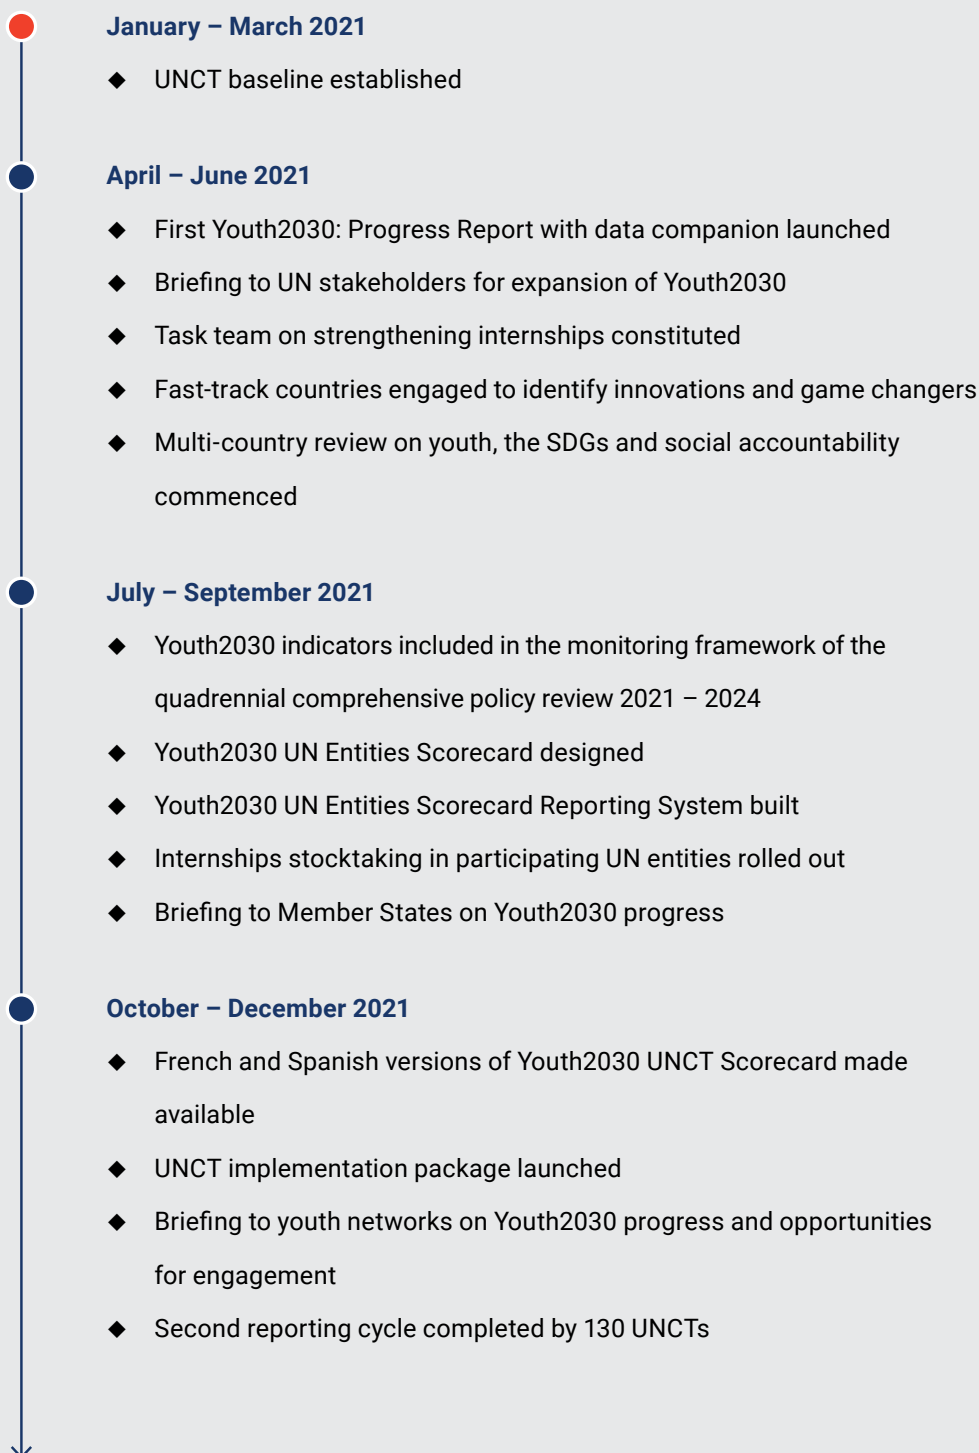 January – March 2021
◆ UNCT baseline established
April – June 2021
◆ First Youth2030: Progress Report with data companion launched
◆ Briefing to UN stakeholders for expansion of Youth2030
◆ Task team on strengthening internships constituted
◆ Fast-track countries engaged to identify innovations and game changers
◆ Multi-country review on youth, the SDGs and social accountability
commenced
July – September 2021
◆ Youth2030 indicators included in the monitoring framework of the
quadrennial comprehensive policy review 2021 – 2024
◆ Youth2030 UN Entities Scorecard designed
◆ Youth2030 UN Entities Scorecard Reporting System built
◆ Internships stocktaking in participating UN entities rolled out
◆ Briefing to Member States on Youth2030 progress
October – December 2021
◆ French and Spanish versions of Youth2030 UNCT Scorecard made
available
◆ UNCT implementation package launched
◆ Briefing to youth networks on Youth2030 progress and opportunities
for engagement
◆ Second reporting cycle completed by 130 UNCTs